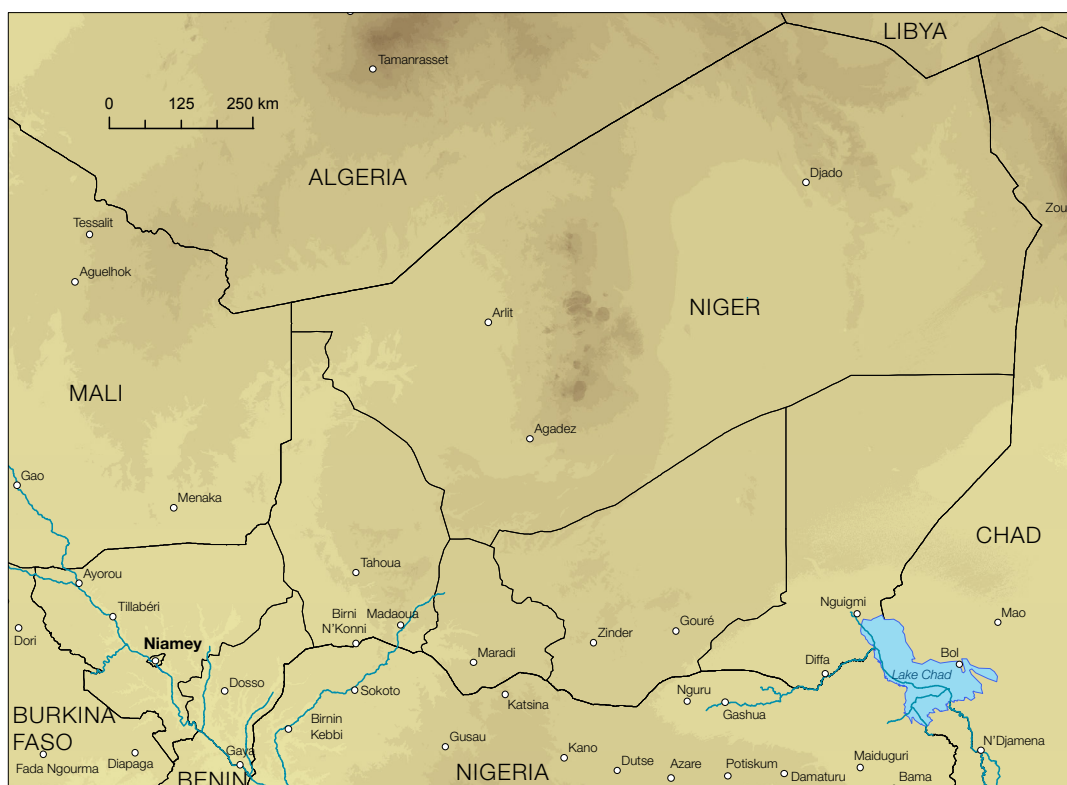 LIBYA
Tamanrasset
0 125 250 km
ALGERIA
Djado
Zou
Tessalit
Aguelhok
Arlit
NIGER
MALI
Agadez
Gao
Menaka
CHAD
Tahoua
Ayorou
Tillabéri
Birni
N'Konni
Madaoua
Nguigmi
Mao
Dori
Niamey
Zinder
Gouré
Maradi
Diffa
Bol
Lake Chad
Dosso
Sokoto
Katsina
Nguru
Gashua
BURKINA
FASO
Birnin
Kebbi
Gusau
Kano
N'Djamena
Fada Ngourma
Diapaga
Gaya
BENIN
NIGERIA
Dutse
Azare
Potiskum
Damaturu
Maiduguri
Bama